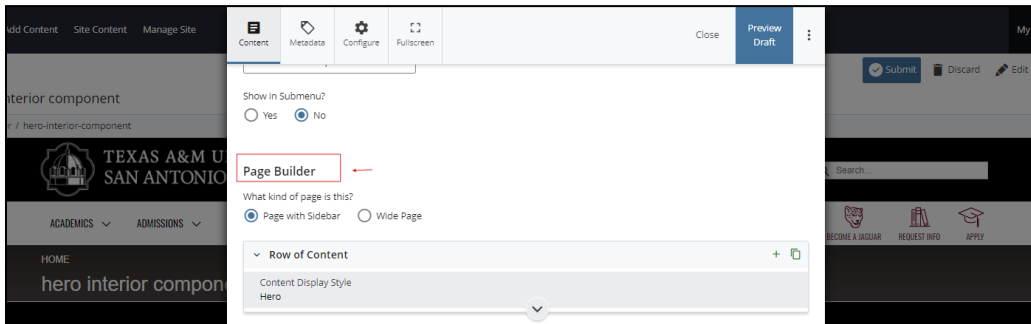 Add Content Site Content Manage Site
My
Content Metadata Configure Fullscreen
Close
Preview
Draft
Submit Discard Edit
interior component
/ hero-interior-component
Show in Submenu?
Yes No
TEXAS A&M U
SAN ANTONIO
Search...
Page Builder
What kind of page is this?
Page with Sidebar Wide Page
ACADEMICS ADMISSIONS
BECOME A JAGUAR REQUEST INFO APPLY
Row of Content
HOME
hero interior compon
Content Display Style
Hero